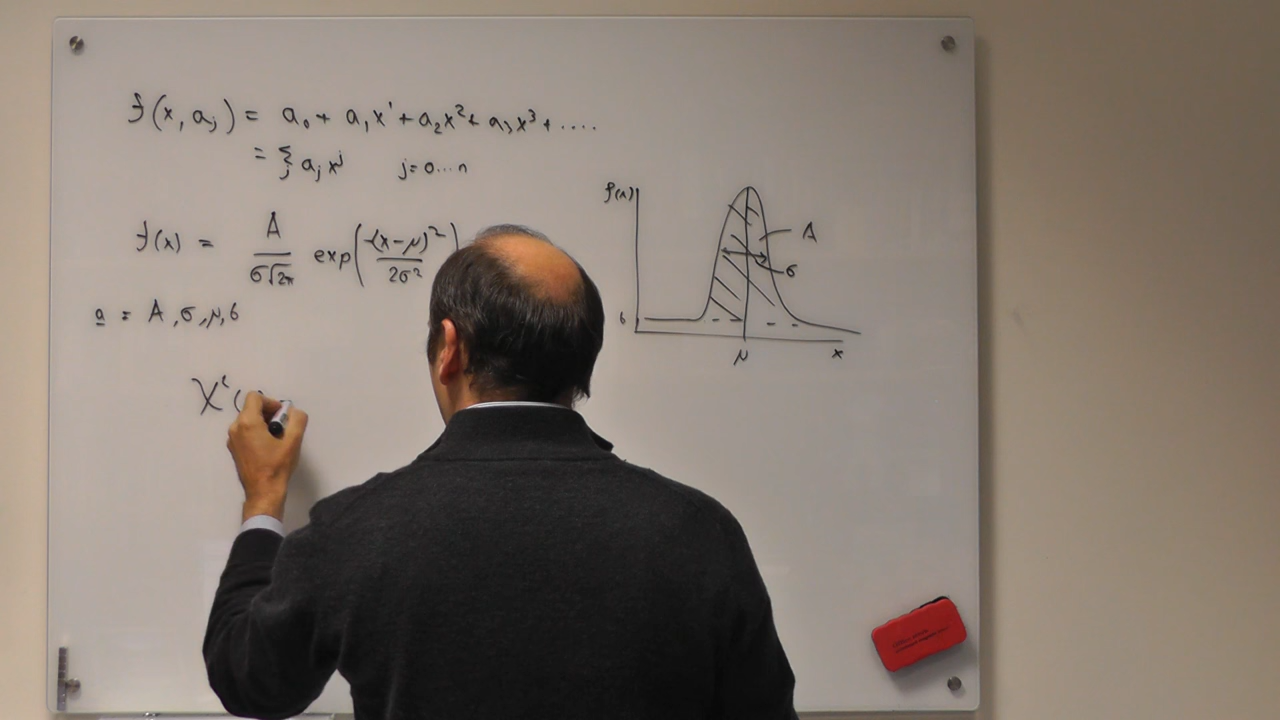 f(x, aj) = a0 + a1x' + a2x² + a3x³ + ....
= Σj aj x^j j=0...n
f(x) = A / σ√2π exp(-(x-μ)² / 2σ²)
a = A, σ, μ, b
χ² (
f(x)
A
σ
b
μ
x